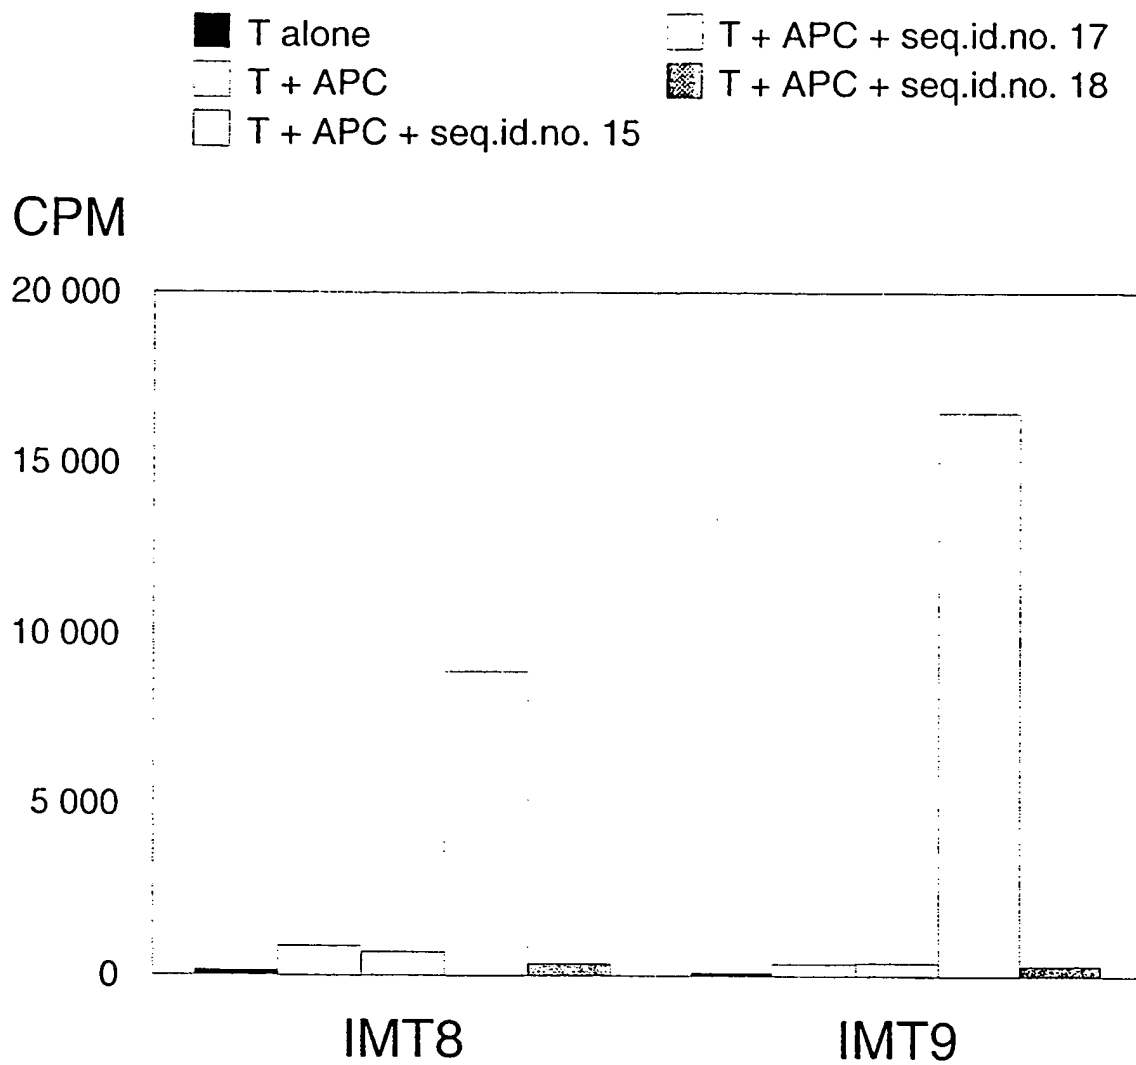 T alone
T + APC
T + APC + seq.id.no. 15
T + APC + seq.id.no. 17
T + APC + seq.id.no. 18
CPM
20 000
15 000
10 000
5 000
0
IMT8
IMT9